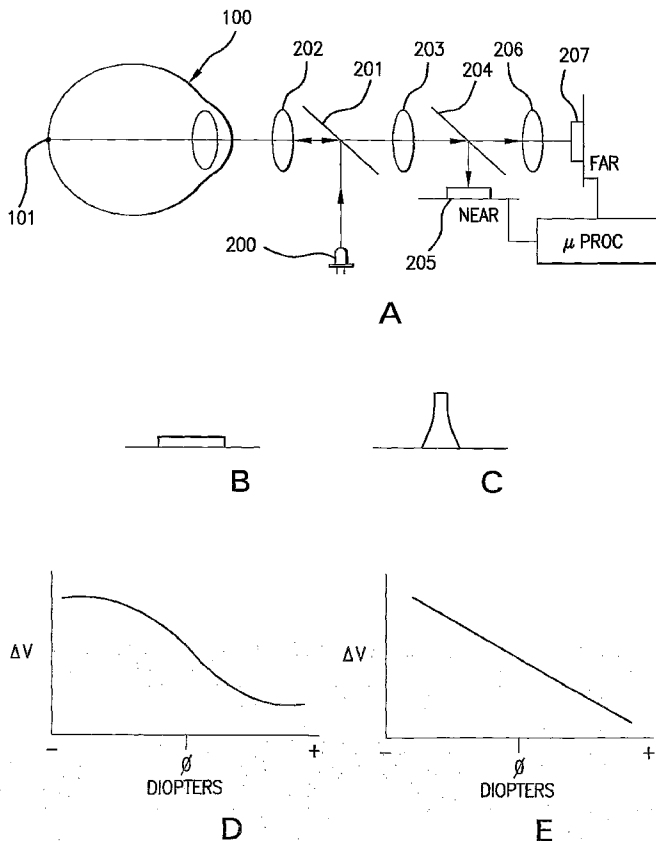 100
202
201
203
204
206
207
101
FAR
NEAR
200
205
μ PROC
A
B
C
ΔV
ΔV
- ø +
- ø +
DIOPTERS
DIOPTERS
D
E